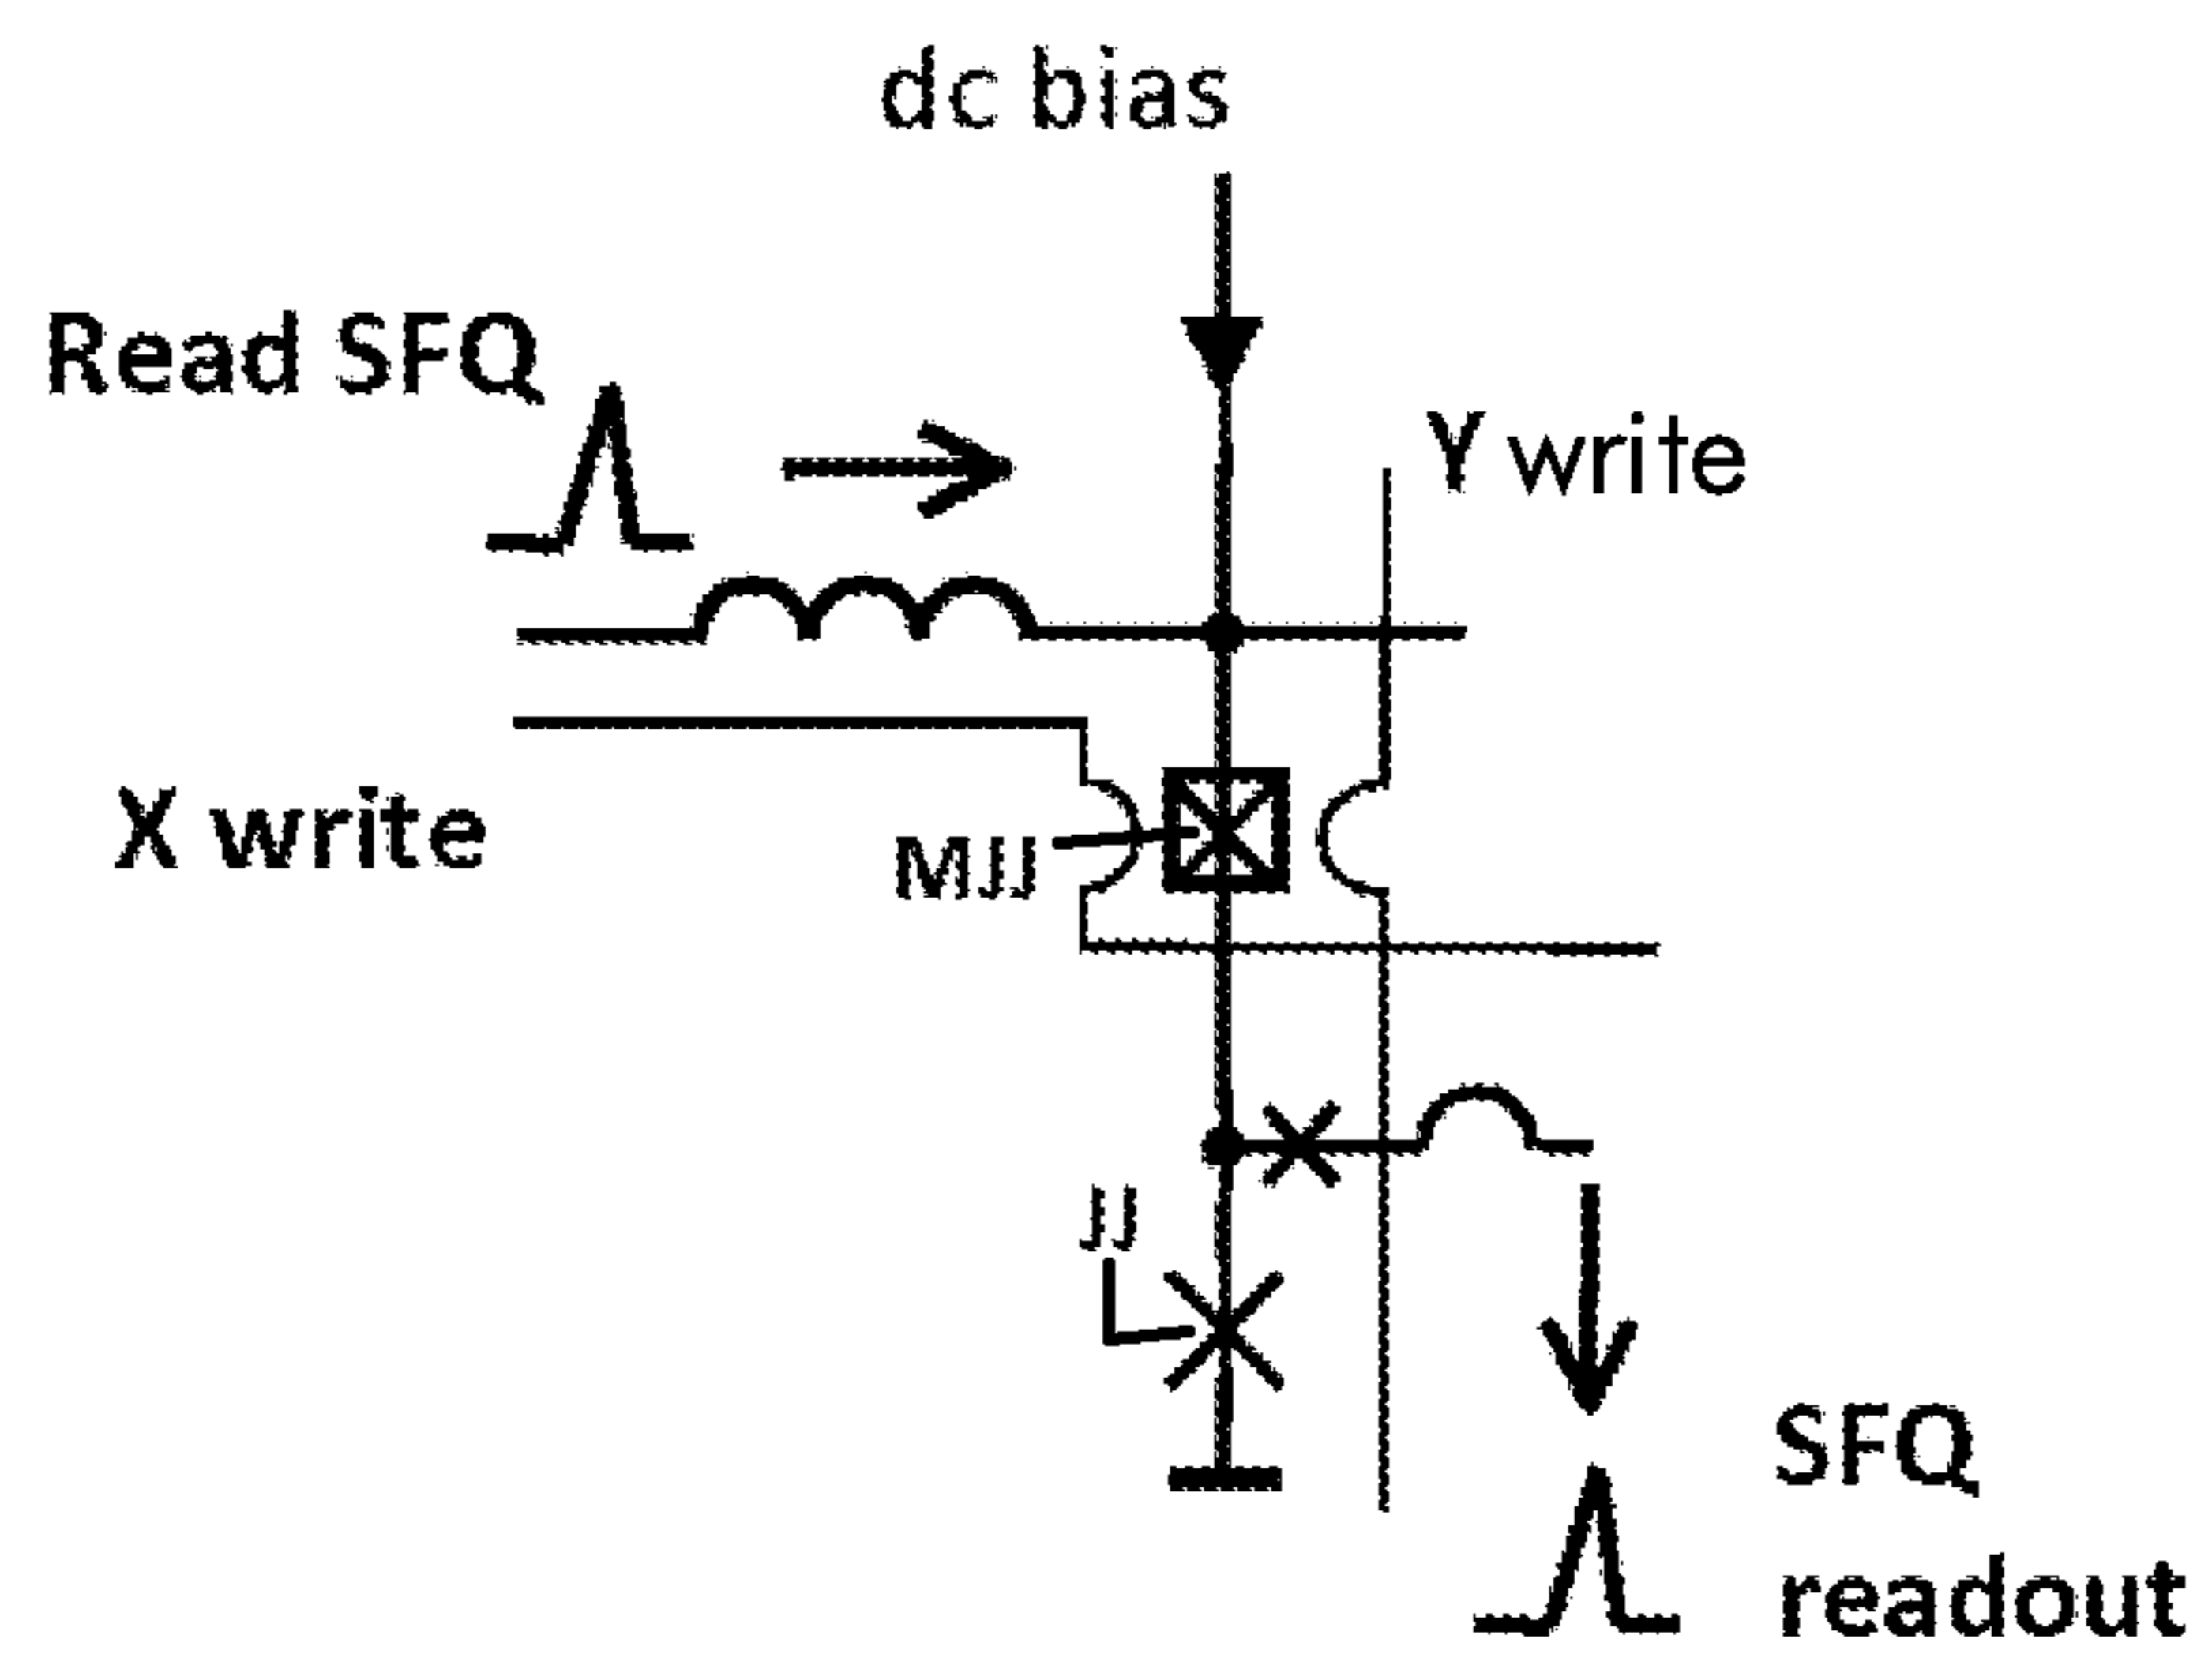 dc bias
Read SFQ
Y write
X write
MJJ
JJ
SFQ
readout